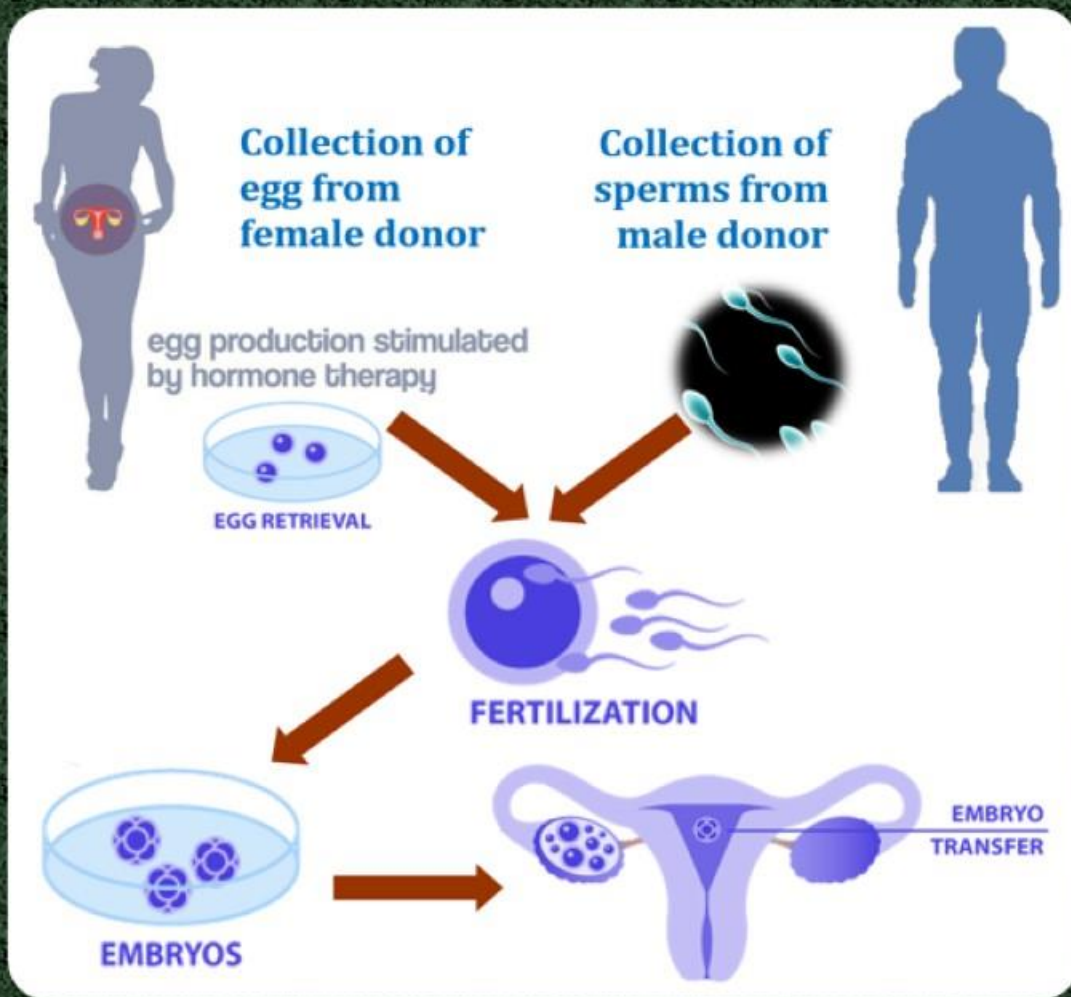 Collection of
egg from
female donor
Collection of
sperms from
male donor
egg production stimulated
by hormone therapy
EGG RETRIEVAL
FERTILIZATION
EMBRYOS
EMBRYO
TRANSFER